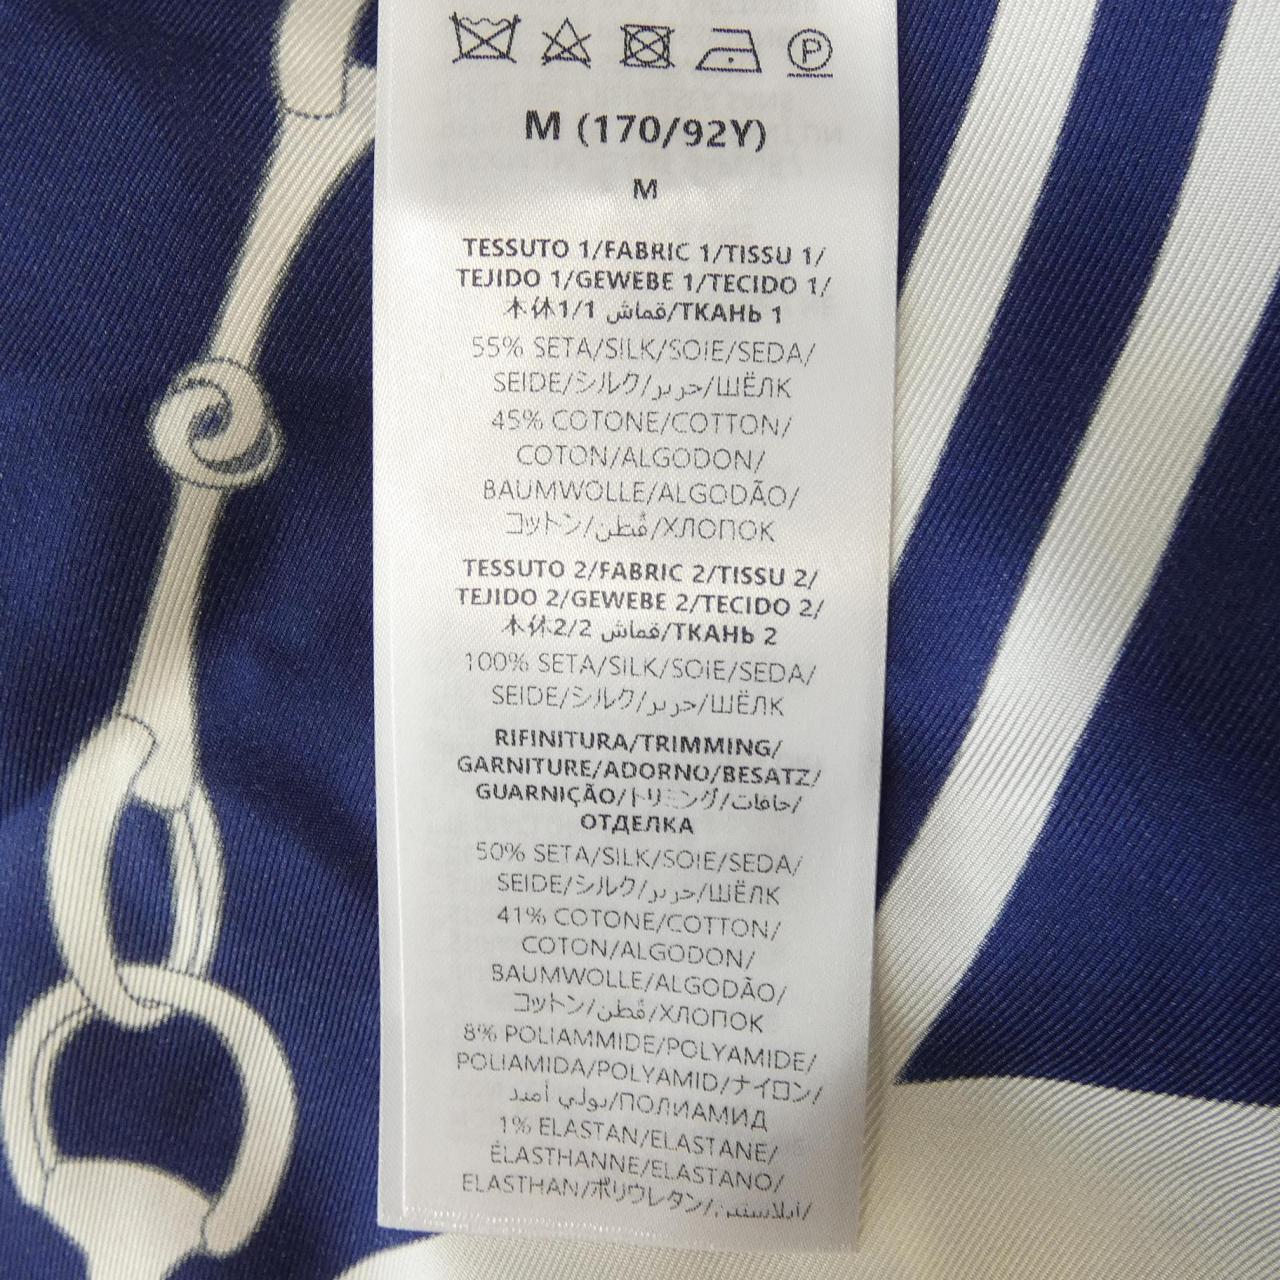 P
M (170/92Y)
M
TESSUTO 1/FABRIC 1/TISSU 1/
TEJIDO 1/GEWEBE 1/TECIDO 1/
本体1/1 قماش/ТКАНЬ 1
55% SETA/SILK/SOIE/SEDA/
SEIDE/シルク/حرير/ШЁЛК
45% COTONE/COTTON/
COTON/ALGODON/
BAUMWOLLE/ALGODÃO/
コットン/قُطن/ХЛОПОК
TESSUTO 2/FABRIC 2/TISSU 2/
TEJIDO 2/GEWEBE 2/TECIDO 2/
本体2/2 قماش/ТКАНЬ 2
100% SETA/SILK/SOIE/SEDA/
SEIDE/シルク/حرير/ШЁЛК
RIFINITURA/TRIMMING/
GARNITURE/ADORNO/BESATZ/
GUARNIÇÃO/トリミング/حافات/
ОТДЕЛКА
50% SETA/SILK/SOIE/SEDA/
SEIDE/シルク/حرير/ШЁЛК
41% COTONE/COTTON/
COTON/ALGODON/
BAUMWOLLE/ALGODÃO/
コットン/قُطن/ХЛОПОК
8% POLIAMMIDE/POLYAMIDE/
POLIAMIDA/POLYAMID/ナイロン/
بولي أميد/ПОЛИАМИД
1% ELASTAN/ELASTANE/
ÉLASTHANNE/ELASTANO/
ELASTHAN/ポリウレタン/